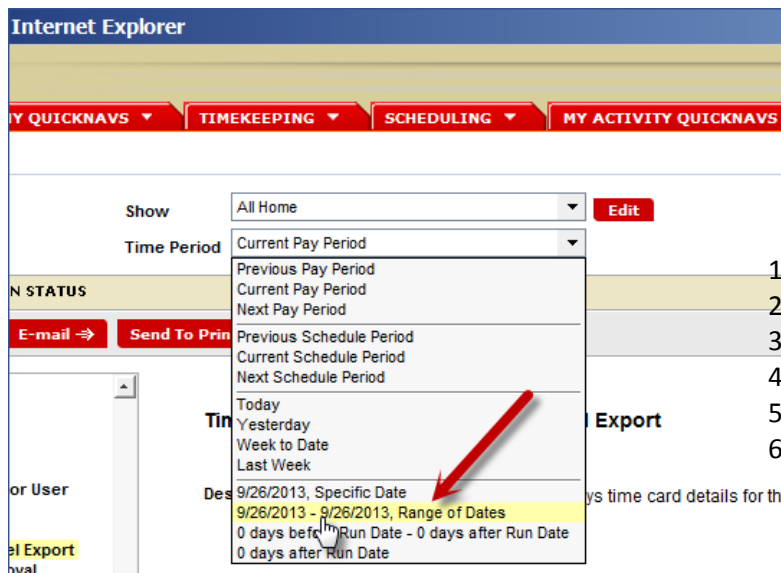 Internet Explorer
MY QUICKNAVS TIMEKEEPING SCHEDULING MY ACTIVITY QUICKNAVS
Show All Home Edit
Time Period Current Pay Period
Previous Pay Period
Current Pay Period
Next Pay Period
Previous Schedule Period
Current Schedule Period
Next Schedule Period
Today
Yesterday
Week to Date
Last Week
9/26/2013, Specific Date
9/26/2013 - 9/26/2013, Range of Dates
0 days before Run Date - 0 days after Run Date
0 days after Run Date
N STATUS
E-mail Send To Prin
Tim Export
or User
Des ys time card details for th
el Export
oval
1
2
3
4
5
6